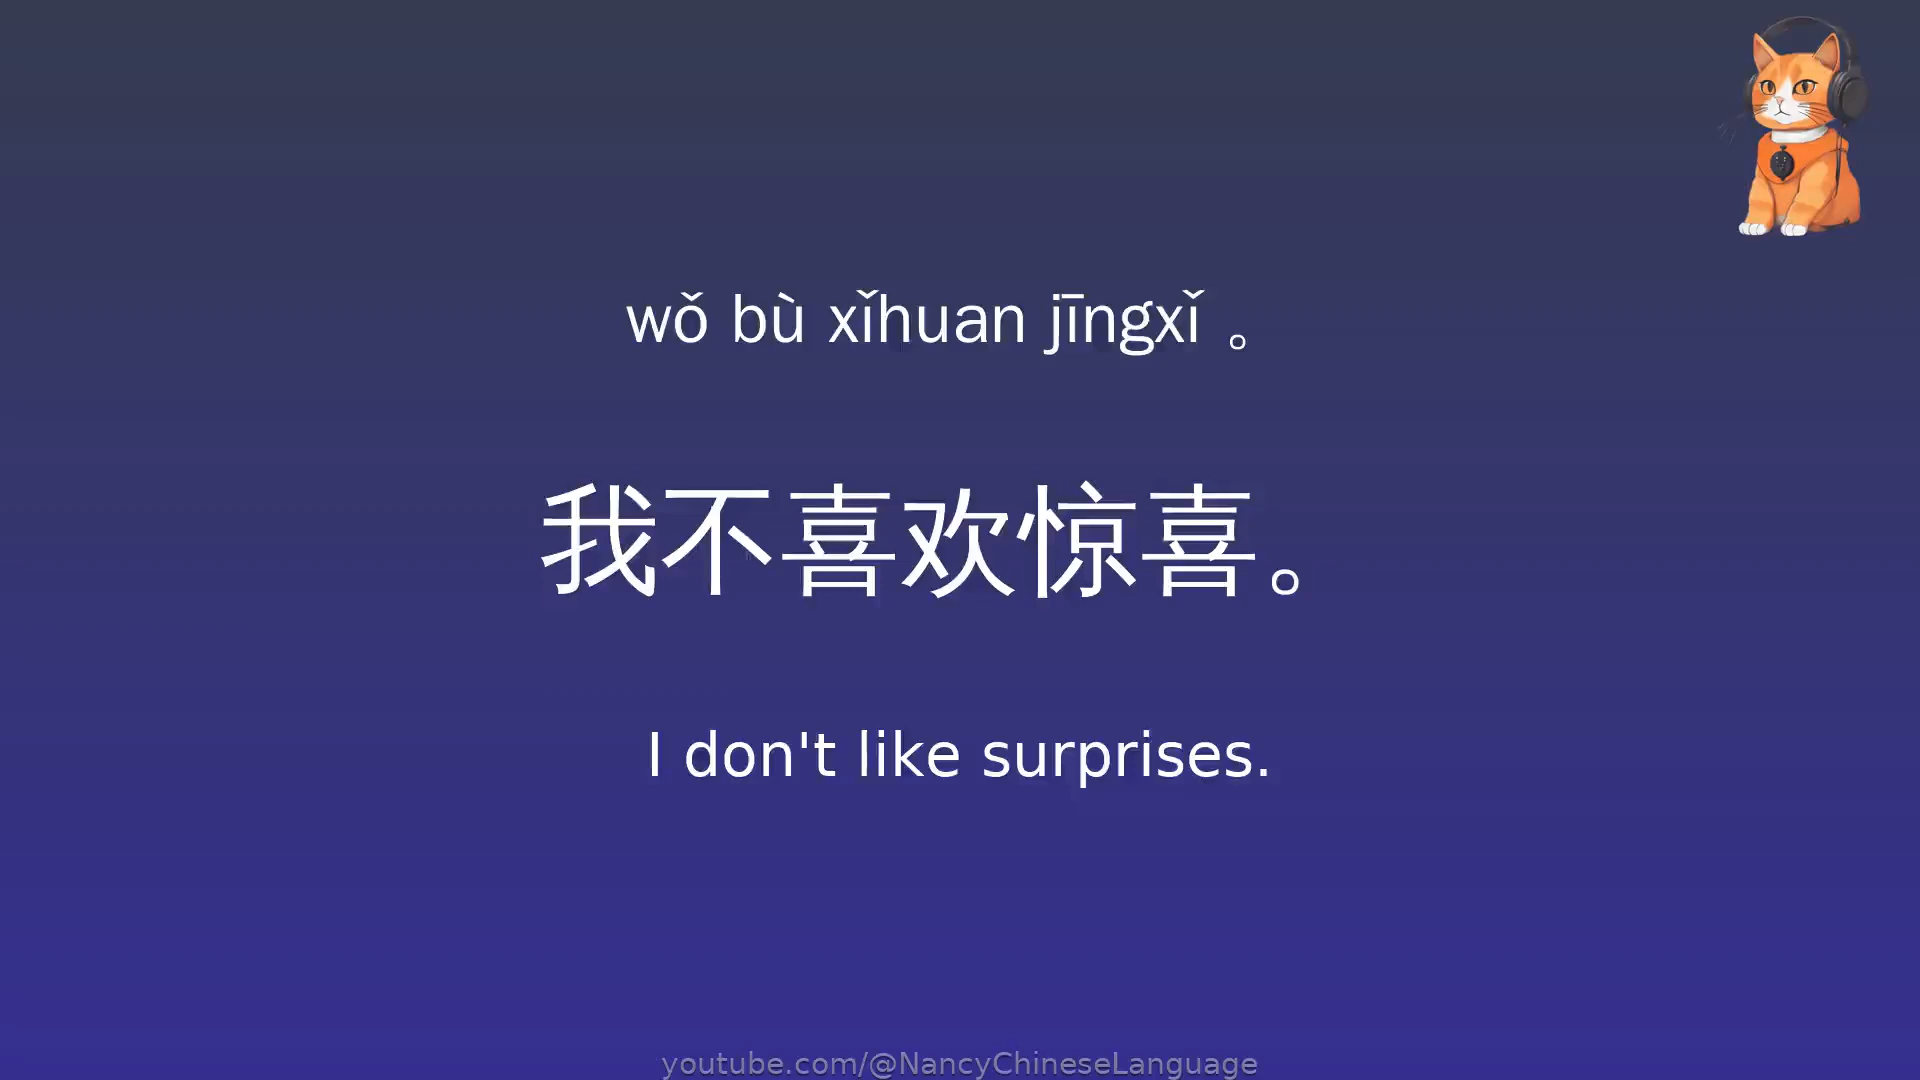 wǒ bù xǐhuan jīngxǐ 。
我不喜欢惊喜。
I don't like surprises.
youtube.com/@NancyChineseLanguage